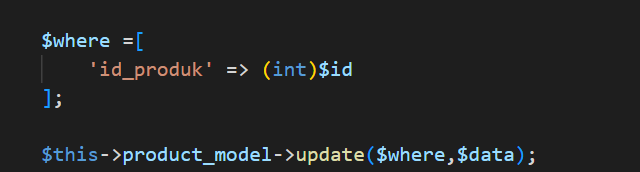 $where =[
    'id_produk' => (int)$id
];

$this->product_model->update($where,$data);